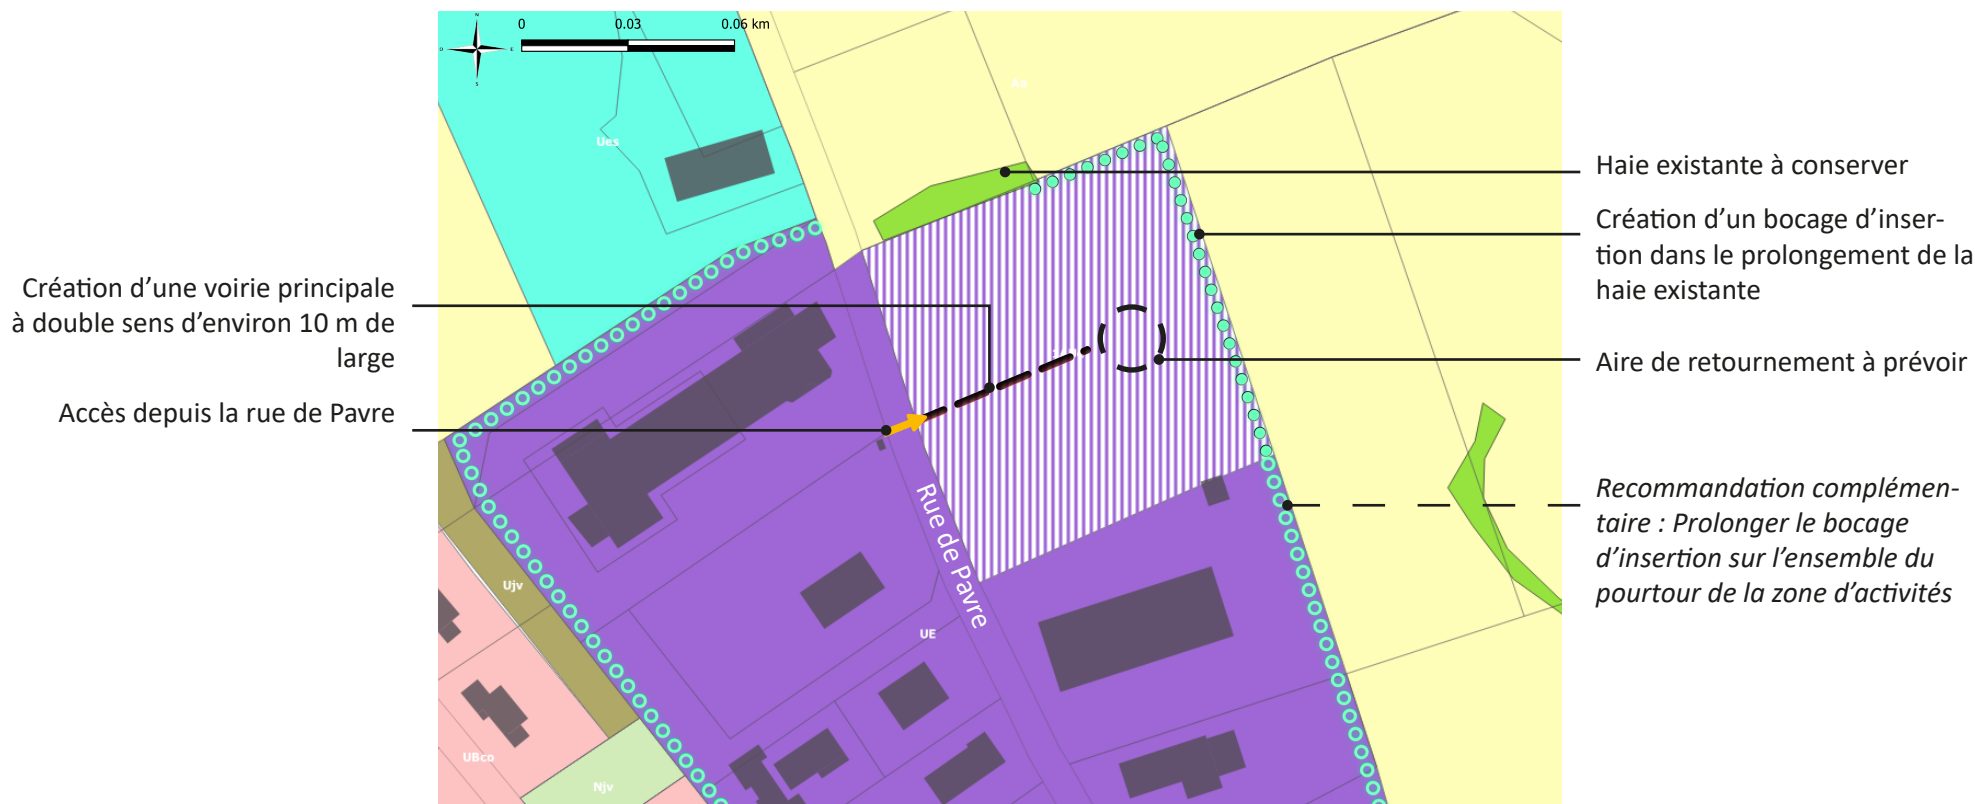 0 0.03 0.06 km
N
O E
S
Aa
Ues
Haie existante à conserver
Création d’un bocage d’inser-
tion dans le prolongement de la
haie existante
Création d’une voirie principale
à double sens d’environ 10 m de
large
Aire de retournement à prévoir
Accès depuis la rue de Pavre
Rue de Pavre
Recommandation complémen-
taire : Prolonger le bocage
d’insertion sur l’ensemble du
pourtour de la zone d’activités
Ujv
UE
UBco
Njv